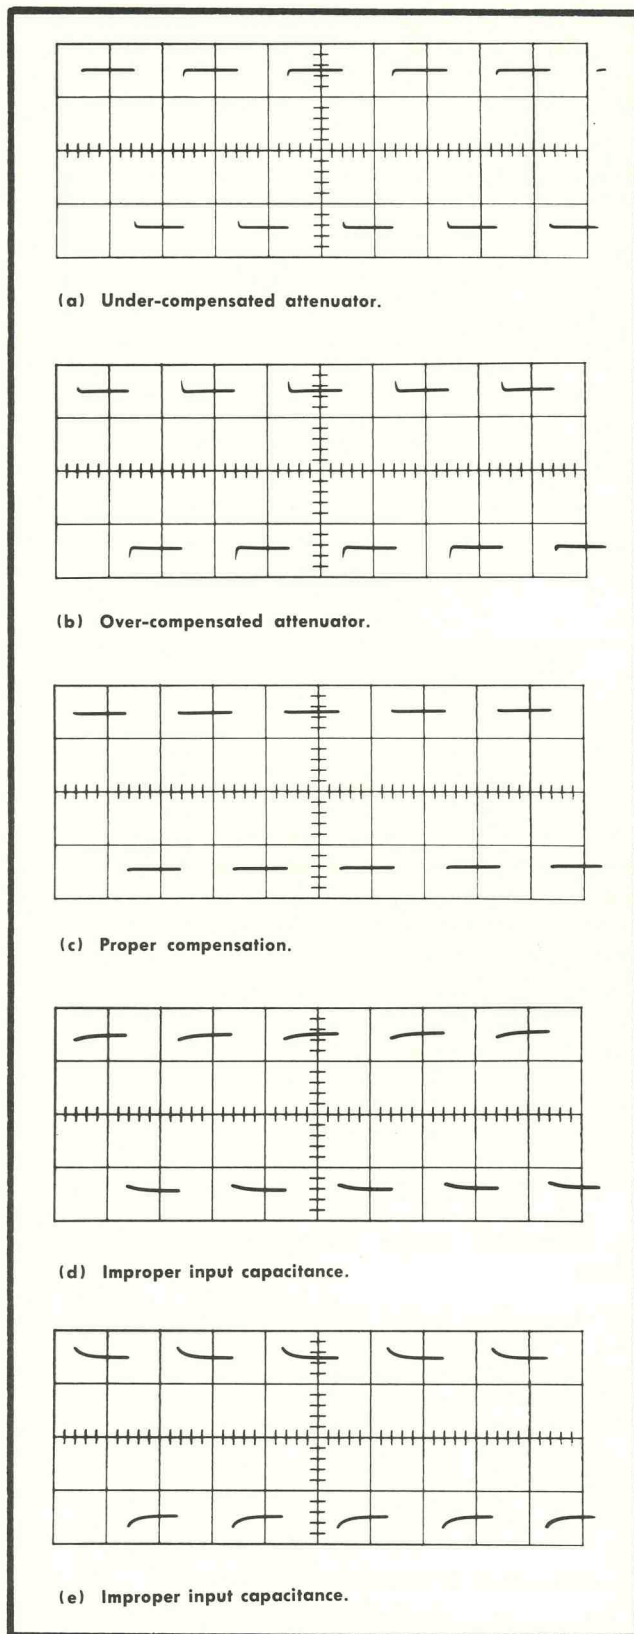 (a) Under-compensated attenuator.
(b) Over-compensated attenuator.
(c) Proper compensation.
(d) Improper input capacitance.
(e) Improper input capacitance.